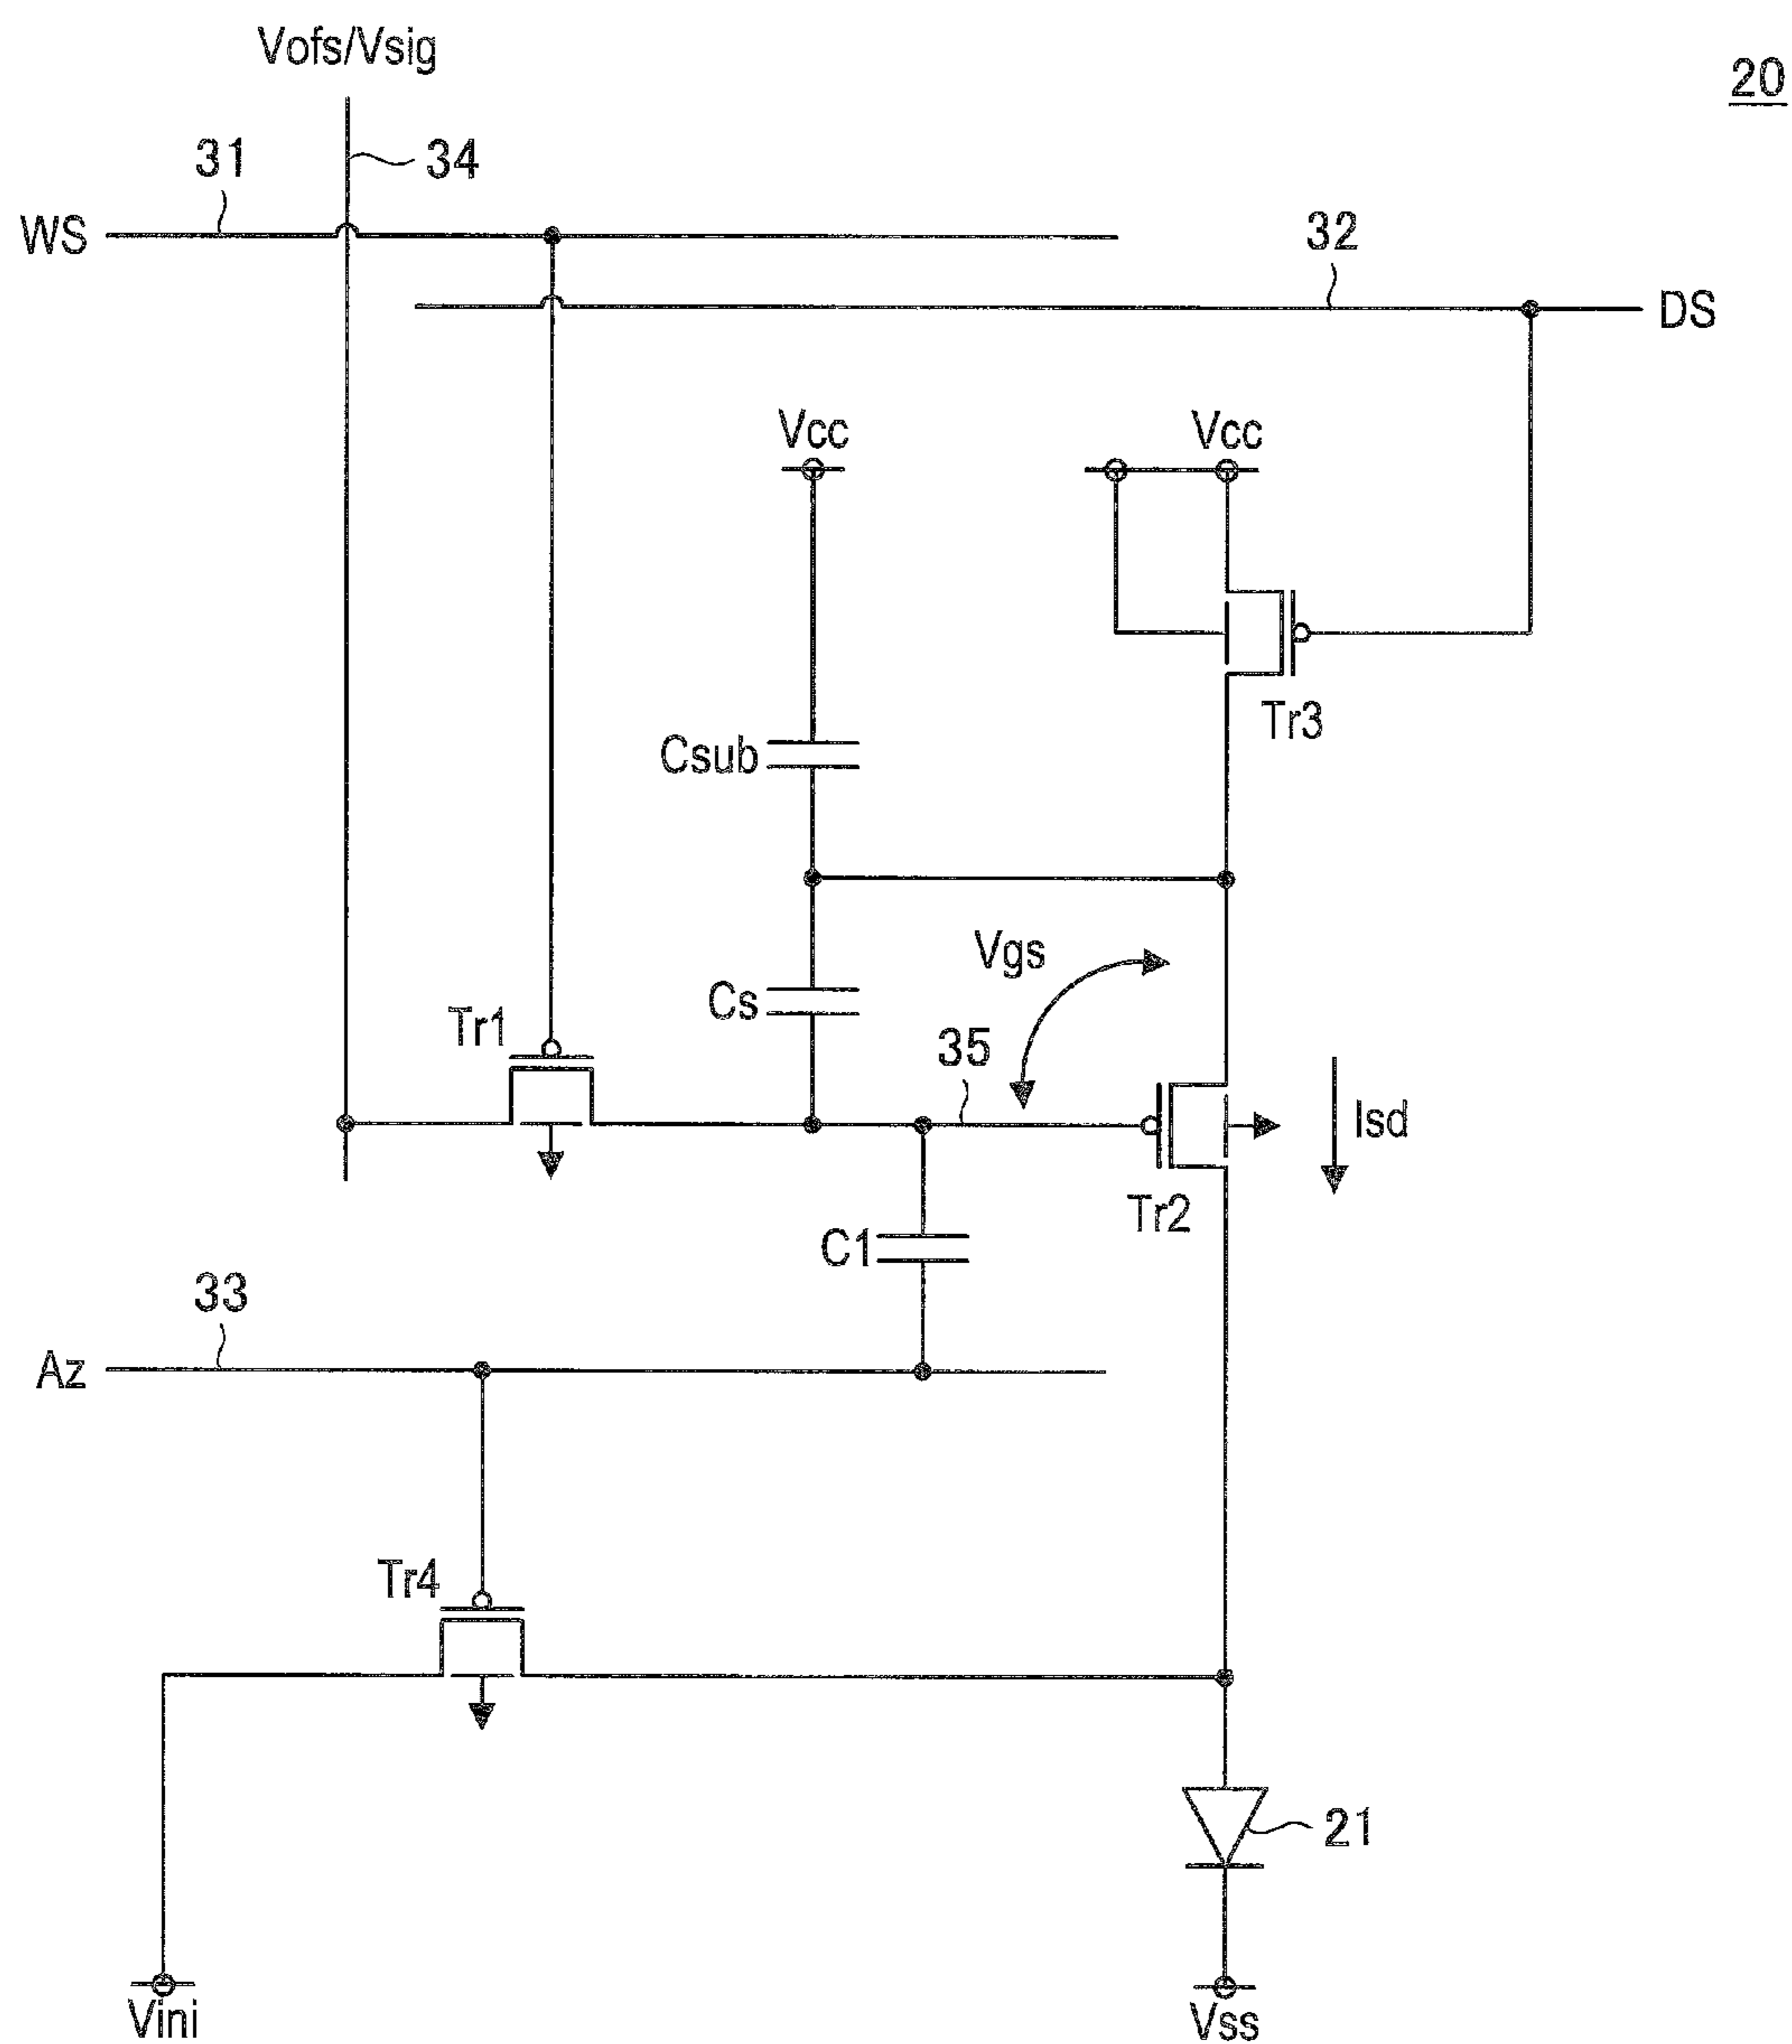 Vofs/Vsig
20
31
34
WS
32
DS
Vcc
Vcc
Tr3
Csub
Vgs
Cs
Tr1
35
Isd
Tr2
C1
33
Az
Tr4
21
Vini
Vss